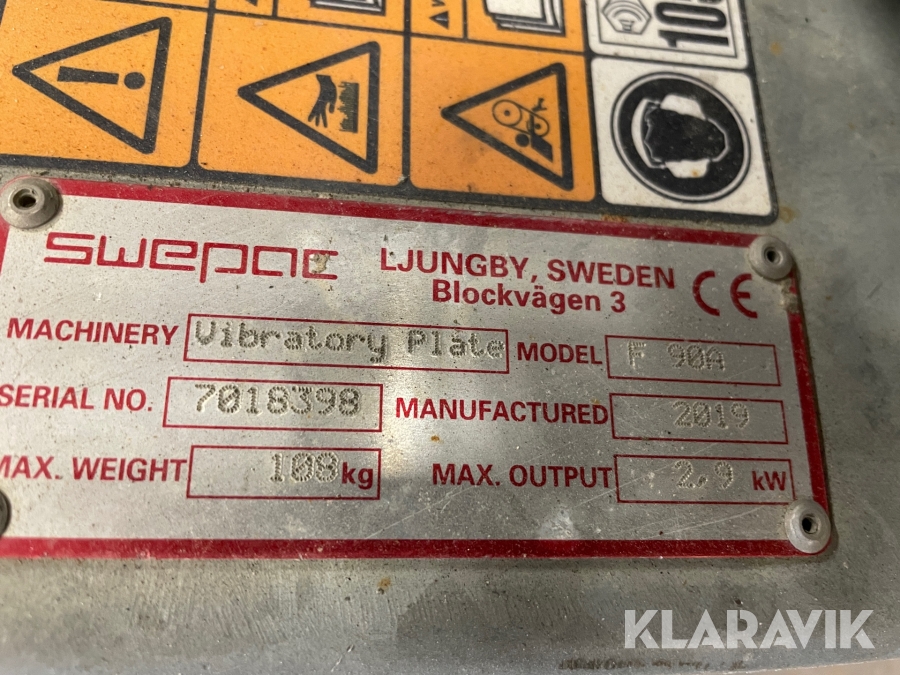 swepac LJUNGBY, SWEDEN
Blockvägen 3 CE
MACHINERY Vibratory Plate MODEL F 90A
SERIAL NO. 7018398 MANUFACTURED 2019
MAX. WEIGHT 108 kg MAX. OUTPUT 2,9 kW
KLARAVIK